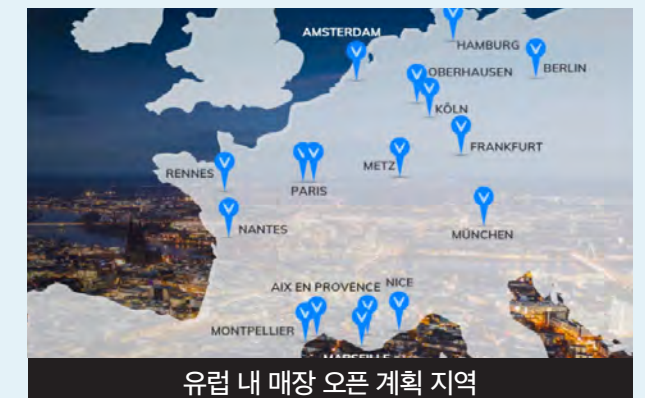 AMSTERDAM
HAMBURG
BERLIN
OBERHAUSEN
KÖLN
FRANKFURT
METZ
RENNES
PARIS
NANTES
MÜNCHEN
AIX EN PROVENCE
NICE
MONTPELLIER
MARSEILLE
유럽 내 매장 오픈 계획 지역